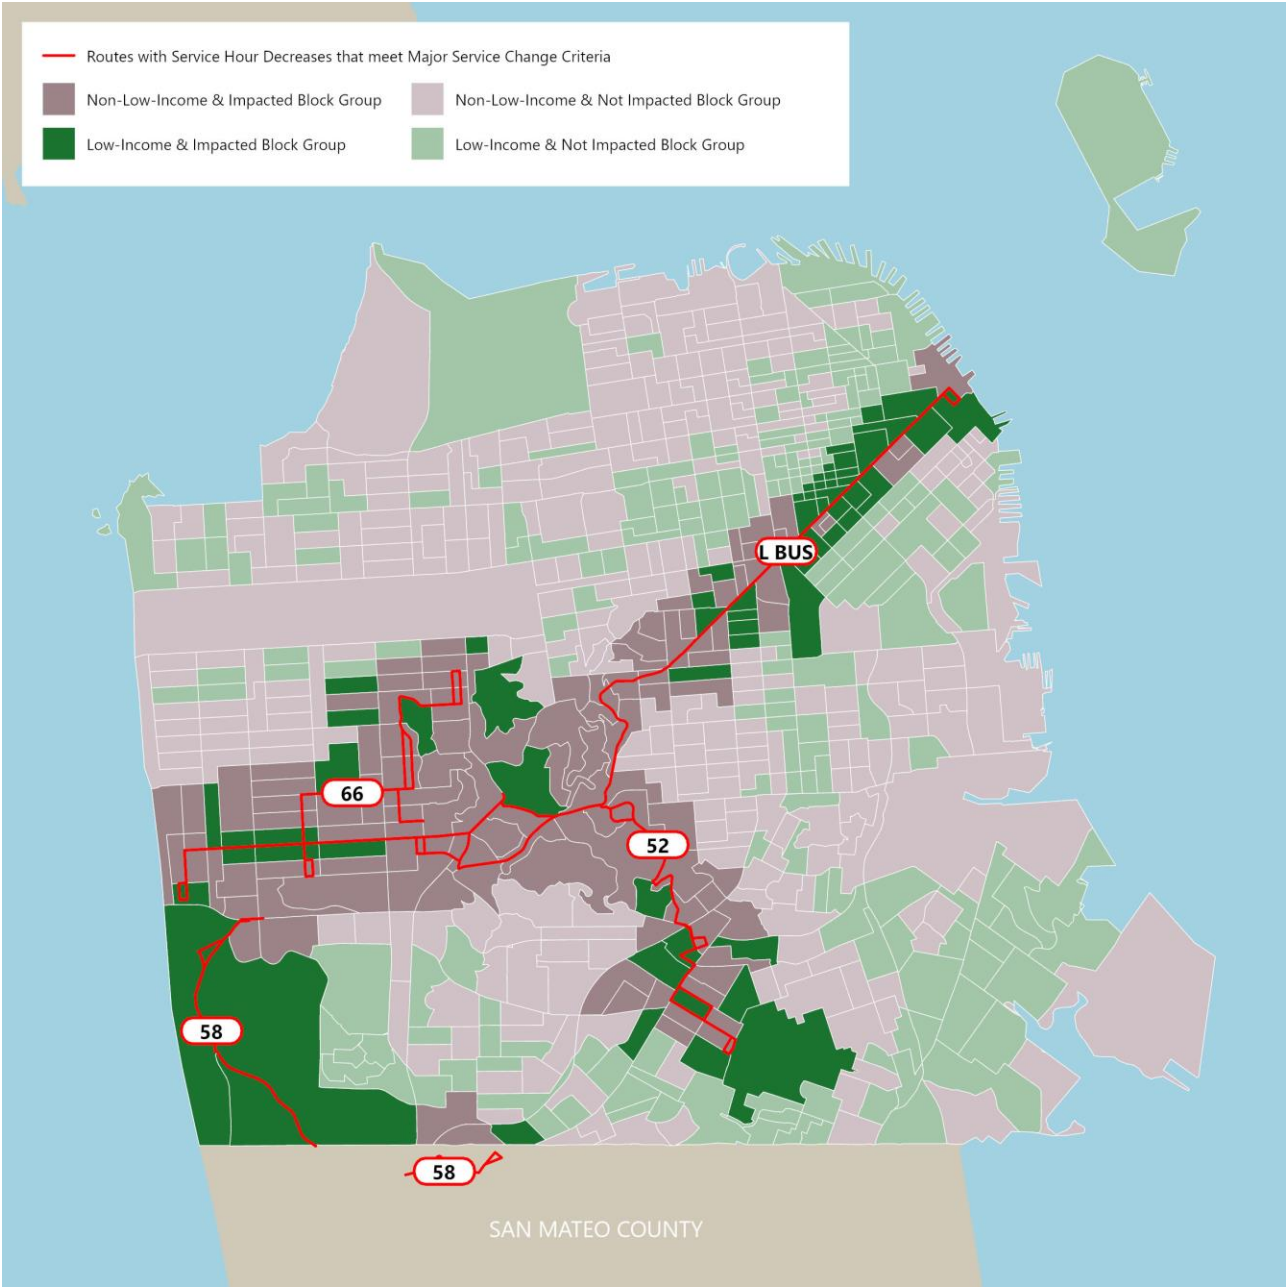 Routes with Service Hour Decreases that meet Major Service Change Criteria
Non-Low-Income & Impacted Block Group
Non-Low-Income & Not Impacted Block Group
Low-Income & Impacted Block Group
Low-Income & Not Impacted Block Group
L BUS
66
52
58
58
SAN MATEO COUNTY